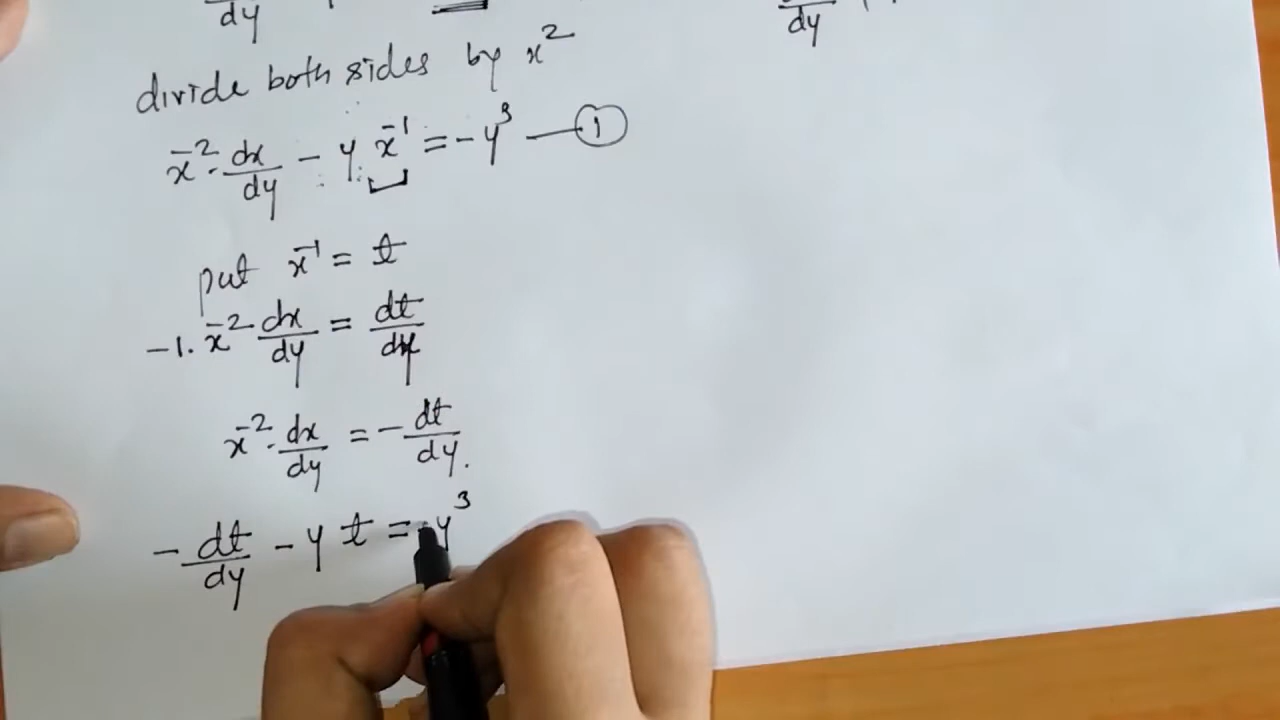 dy dy
divide both sides by x²
x⁻² · dx/dy − y x⁻¹ = −y³ — ①
put x⁻¹ = t
−1. x⁻² dx/dy = dt/dy
x⁻² · dx/dy = − dt/dy.
− dt/dy − y t = −y³